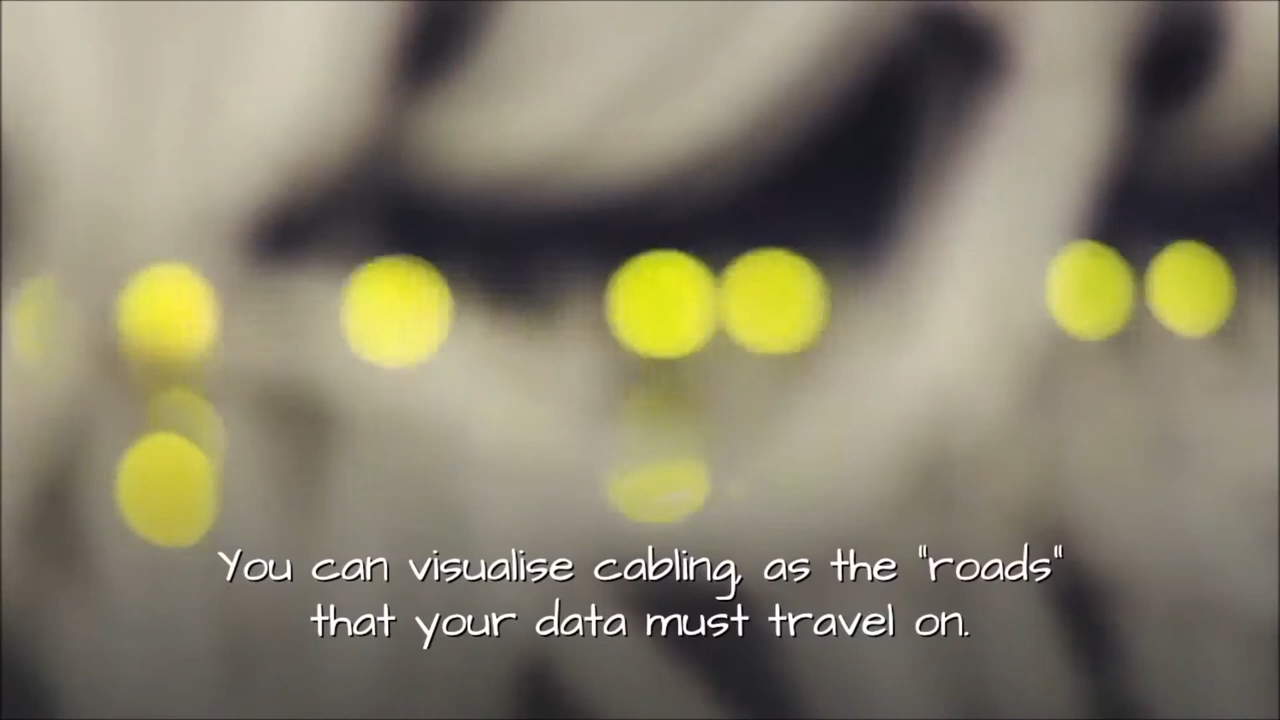 You can visualise cabling, as the "roads"
that your data must travel on.